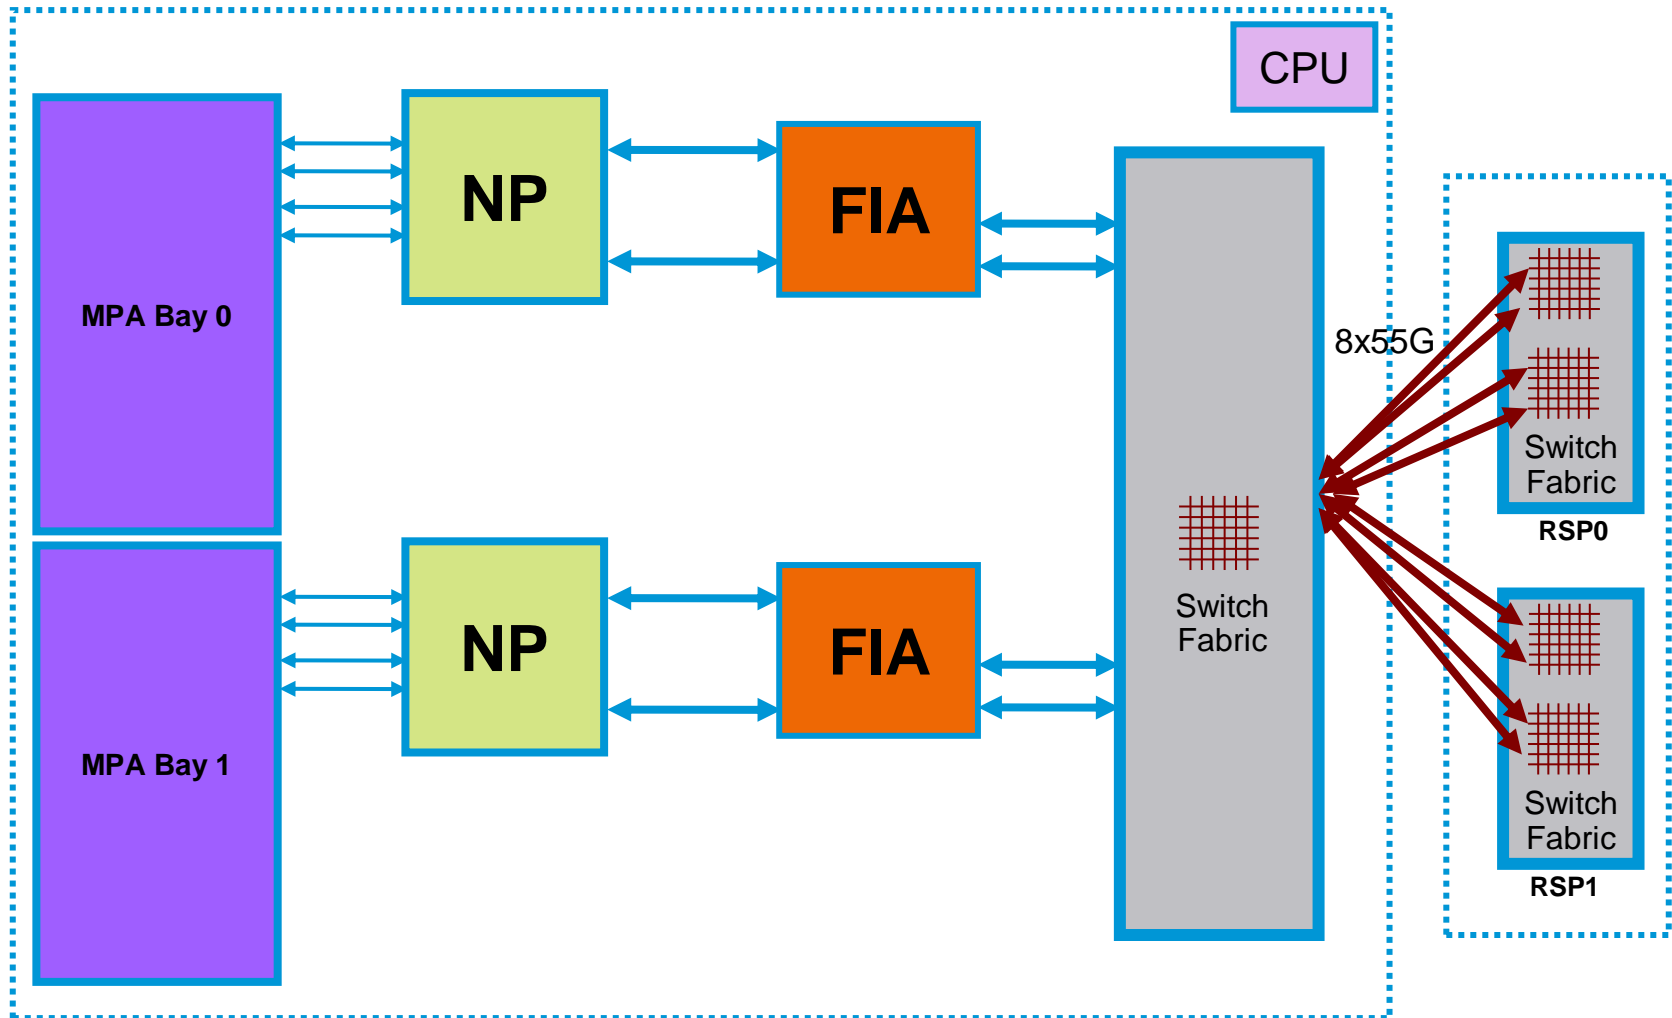 CPU
MPA Bay 0
NP
FIA
8x55G
Switch
Fabric
RSP0
MPA Bay 1
NP
FIA
Switch
Fabric
Switch
Fabric
RSP1